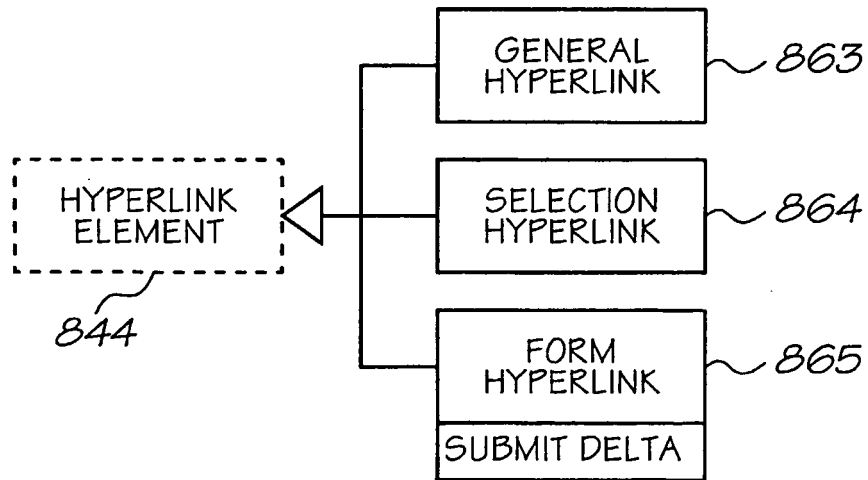 GENERAL
HYPERLINK
863
HYPERLINK
ELEMENT
844
SELECTION
HYPERLINK
864
FORM
HYPERLINK
865
SUBMIT DELTA